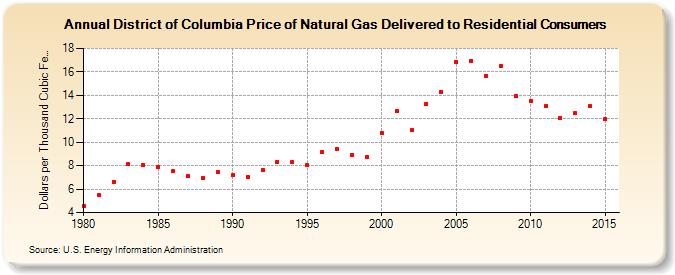 Annual District of Columbia Price of Natural Gas Delivered to Residential Consumers
Dollars per Thousand Cubic Fe...
18
16
14
12
10
8
6
4
1980 1985 1990 1995 2000 2005 2010 2015
Source: U.S. Energy Information Administration